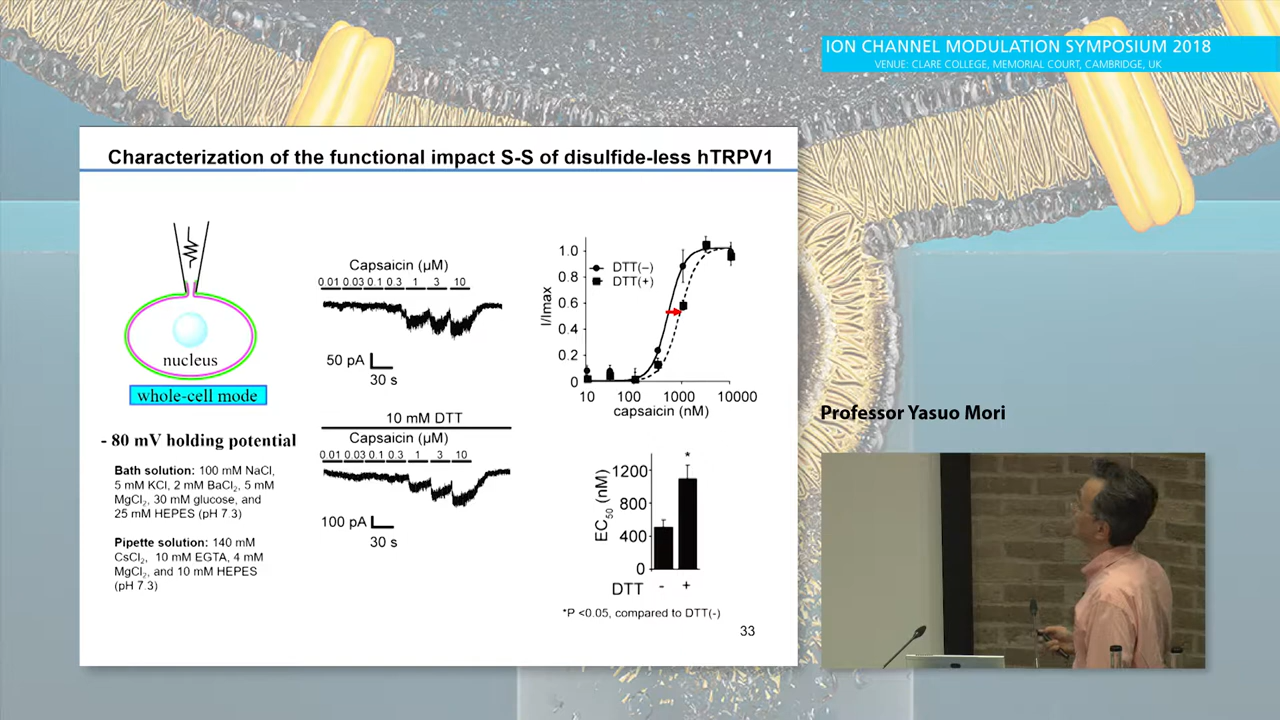 ION CHANNEL MODULATION SYMPOSIUM 2018
VENUE: CLARE COLLEGE, MEMORIAL COURT, CAMBRIDGE, UK
Characterization of the functional impact S-S of disulfide-less hTRPV1
nucleus
whole-cell mode
- 80 mV holding potential
Bath solution: 100 mM NaCl,
5 mM KCl, 2 mM BaCl2, 5 mM
MgCl2, 30 mM glucose, and
25 mM HEPES (pH 7.3)
Pipette solution: 140 mM
CsCl2, 10 mM EGTA, 4 mM
MgCl2, and 10 mM HEPES
(pH 7.3)
Capsaicin (µM)
0.01 0.03 0.1 0.3 1 3 10
50 pA
30 s
10 mM DTT
Capsaicin (µM)
0.01 0.03 0.1 0.3 1 3 10
100 pA
30 s
I/Imax
1.0
0.8
0.6
0.4
0.2
0
DTT(–)
DTT(+)
10 100 1000 10000
capsaicin (nM)
EC50 (nM)
1200
800
400
0
*
DTT - +
*P <0.05, compared to DTT(-)
33
Professor Yasuo Mori